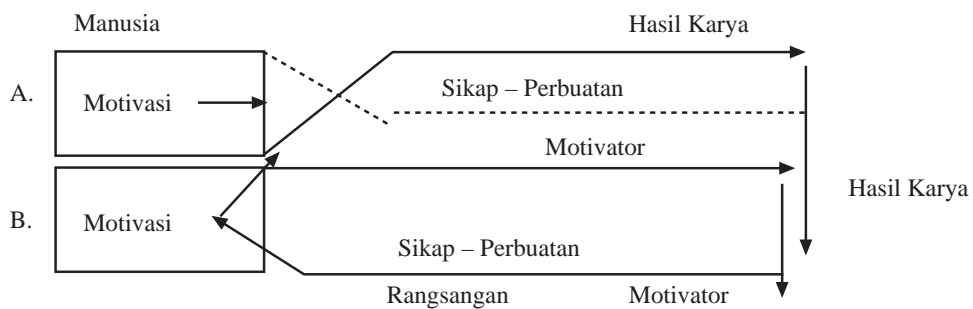 Manusia
Hasil Karya
A.
Motivasi
Sikap – Perbuatan
Motivator
Hasil Karya
B.
Motivasi
Sikap – Perbuatan
Rangsangan
Motivator